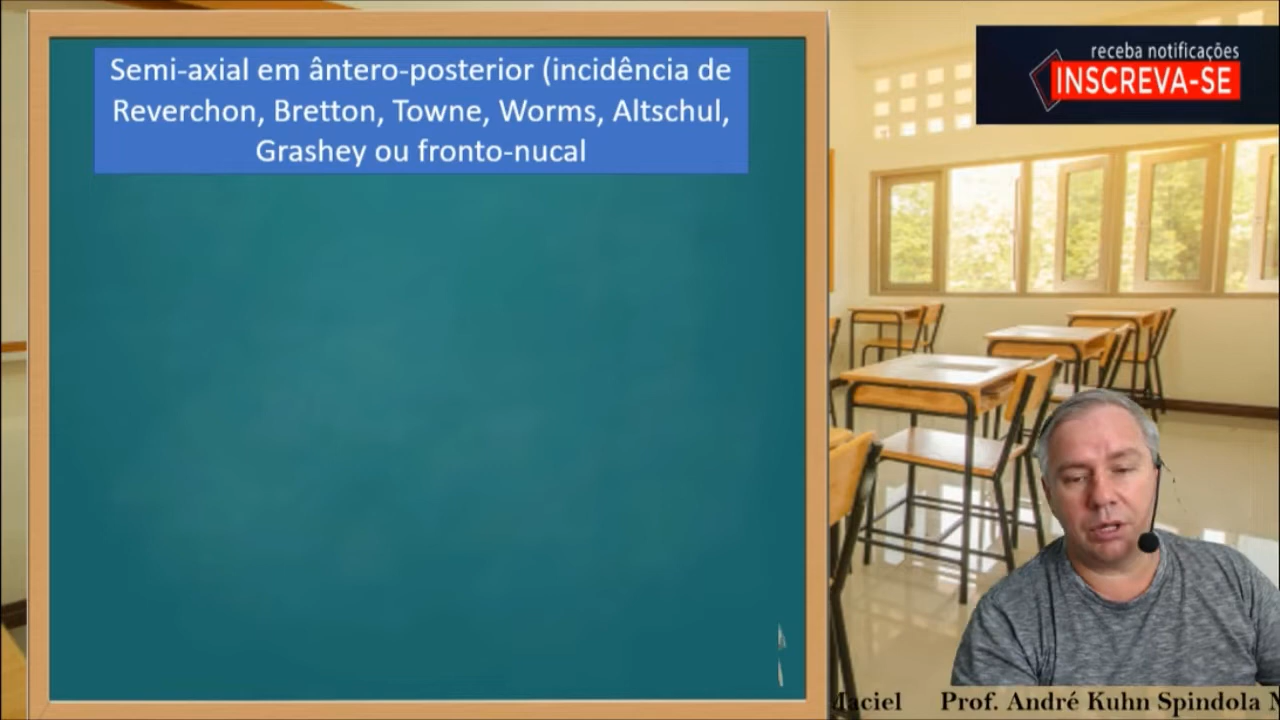 Semi-axial em ântero-posterior (incidência de
Reverchon, Bretton, Towne, Worms, Altschul,
Grashey ou fronto-nucal
receba notificações
INSCREVA-SE
Maciel Prof. André Kuhn Spindola